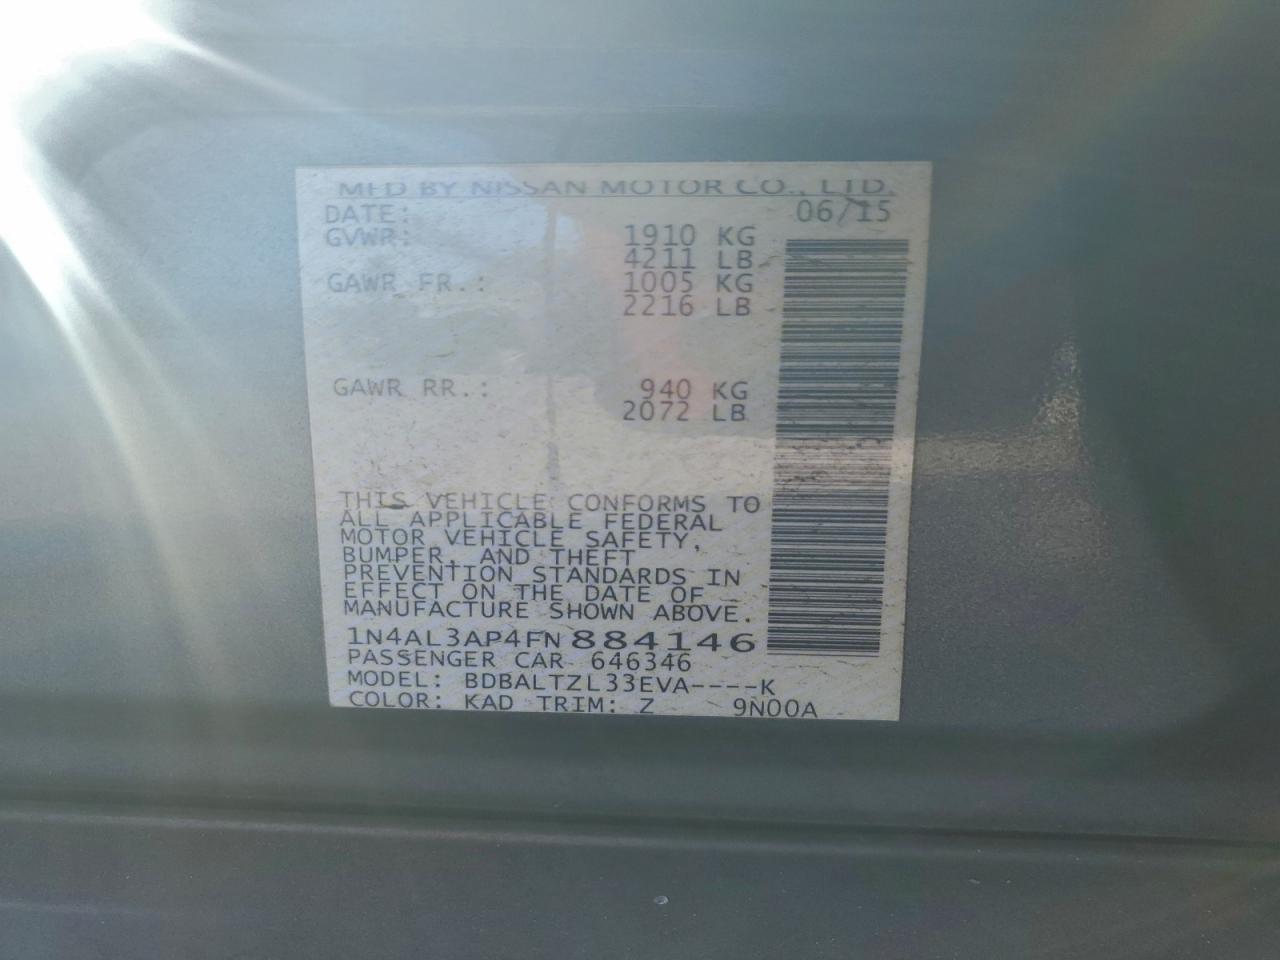 MFD BY NISSAN MOTOR CO., LTD.
DATE: 06/15
GVWR: 1910 KG
4211 LB
GAWR FR.: 1005 KG
2216 LB
GAWR RR.: 940 KG
2072 LB
THIS VEHICLE CONFORMS TO
ALL APPLICABLE FEDERAL
MOTOR VEHICLE SAFETY,
BUMPER, AND THEFT
PREVENTION STANDARDS IN
EFFECT ON THE DATE OF
MANUFACTURE SHOWN ABOVE.
1N4AL3AP4FN884146
PASSENGER CAR 646346
MODEL: BDBALTZL33EVA----K
COLOR: KAD TRIM: Z 9N00A